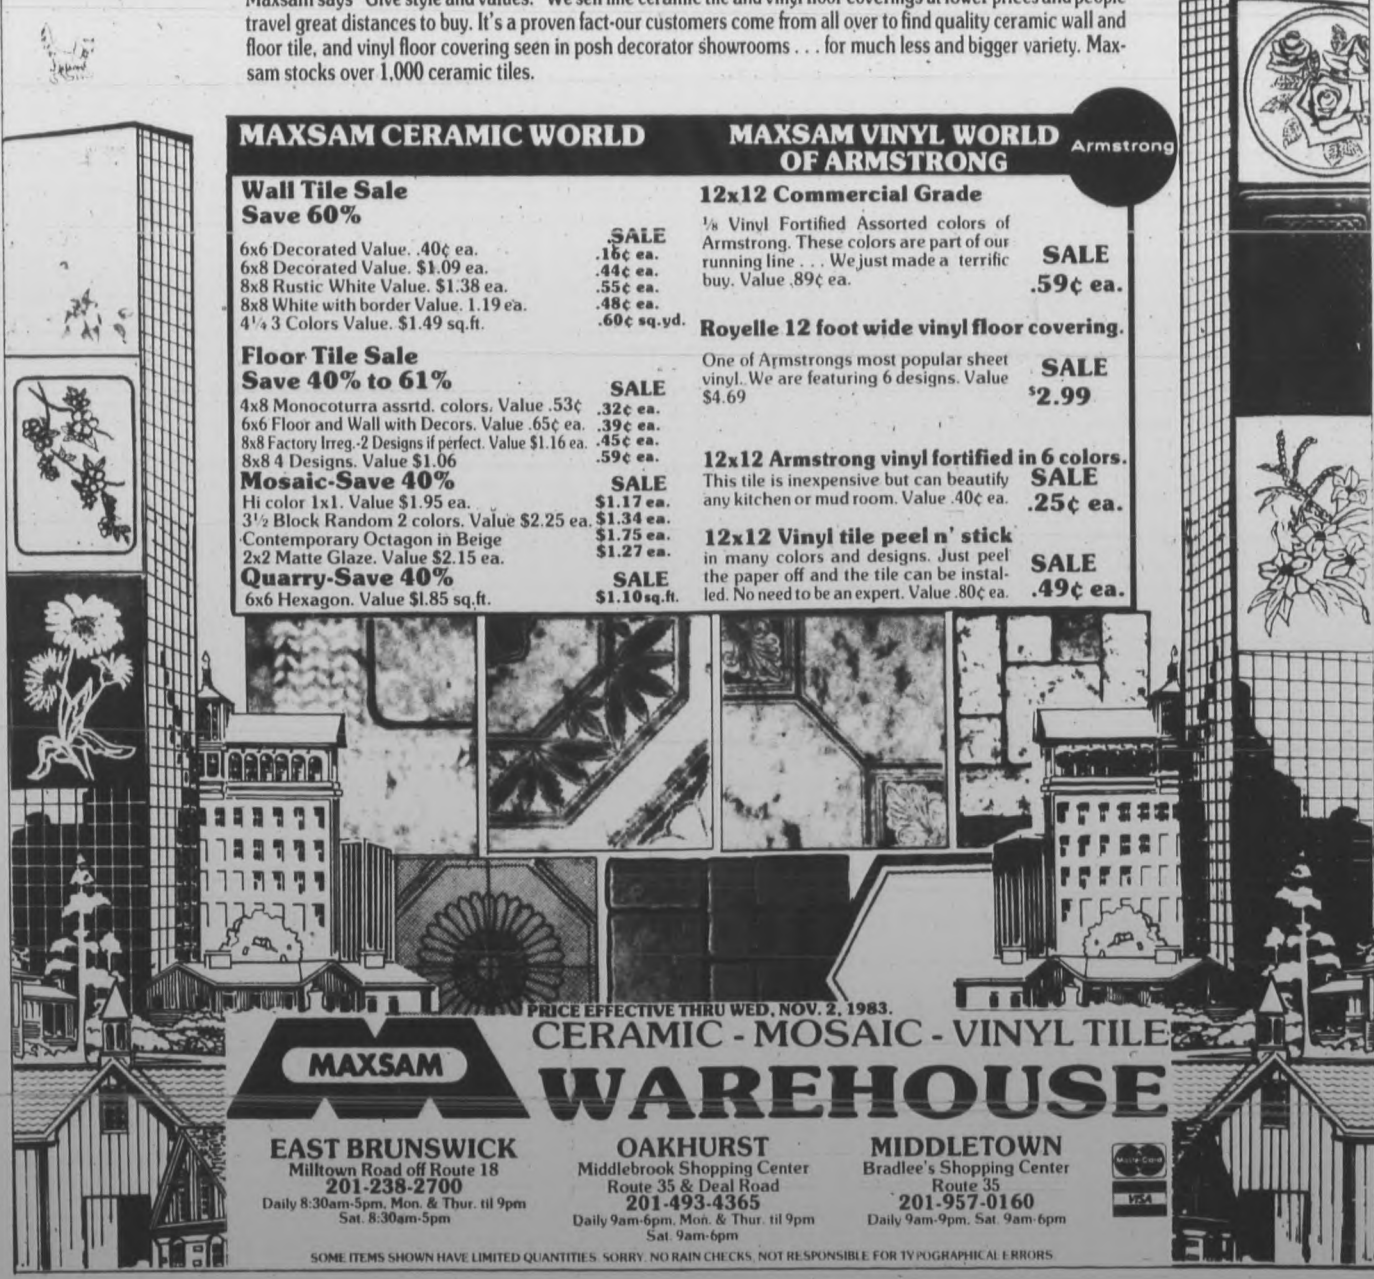 Maxsam says "Give style and values." We sell fine ceramic tile and vinyl floor coverings at lower prices and people
travel great distances to buy. It's a proven fact-our customers come from all over to find quality ceramic wall and
floor tile, and vinyl floor covering seen in posh decorator showrooms . . . for much less and bigger variety. Max-
sam stocks over 1,000 ceramic tiles.
MAXSAM CERAMIC WORLD
Wall Tile Sale
Save 60%
SALE
6x6 Decorated Value. .40¢ ea. .16¢ ea.
6x8 Decorated Value. $1.09 ea. .44¢ ea.
8x8 Rustic White Value. $1.38 ea. .55¢ ea.
8x8 White with border Value. 1.19 ea. .48¢ ea.
4¼ 3 Colors Value. $1.49 sq.ft. .60¢ sq.yd.
Floor Tile Sale
Save 40% to 61%
SALE
4x8 Monocoturra assrtd. colors. Value .53¢ .32¢ ea.
6x6 Floor and Wall with Decors. Value .65¢ ea. .39¢ ea.
8x8 Factory Irreg.-2 Designs if perfect. Value $1.16 ea. .45¢ ea.
8x8 4 Designs. Value $1.06 .59¢ ea.
Mosaic-Save 40% SALE
Hi color 1x1. Value $1.95 ea. $1.17 ea.
3½ Block Random 2 colors. Value $2.25 ea. $1.34 ea.
Contemporary Octagon in Beige $1.75 ea.
2x2 Matte Glaze. Value $2.15 ea. $1.27 ea.
Quarry-Save 40% SALE
6x6 Hexagon. Value $1.85 sq.ft. $1.10 sq.ft.
MAXSAM VINYL WORLD
OF ARMSTRONG
Armstrong
12x12 Commercial Grade
⅛ Vinyl Fortified Assorted colors of
Armstrong. These colors are part of our
running line . . . We just made a terrific
buy. Value .89¢ ea.
SALE
.59¢ ea.
Royelle 12 foot wide vinyl floor covering.
One of Armstrongs most popular sheet
vinyl. We are featuring 6 designs. Value
$4.69
SALE
$2.99
12x12 Armstrong vinyl fortified in 6 colors.
This tile is inexpensive but can beautify
any kitchen or mud room. Value .40¢ ea.
SALE
.25¢ ea.
12x12 Vinyl tile peel n' stick
in many colors and designs. Just peel
the paper off and the tile can be instal-
led. No need to be an expert. Value .80¢ ea.
SALE
.49¢ ea.
PRICE EFFECTIVE THRU WED, NOV. 2, 1983.
MAXSAM
CERAMIC - MOSAIC - VINYL TILE
WAREHOUSE
EAST BRUNSWICK
Milltown Road off Route 18
201-238-2700
Daily 8:30am-5pm, Mon. & Thur. til 9pm
Sat. 8:30am-5pm
OAKHURST
Middlebrook Shopping Center
Route 35 & Deal Road
201-493-4365
Daily 9am-6pm, Mon. & Thur. til 9pm
Sat. 9am-6pm
MIDDLETOWN
Bradlee's Shopping Center
Route 35
201-957-0160
Daily 9am-9pm, Sat. 9am-6pm
MasterCard
VISA
SOME ITEMS SHOWN HAVE LIMITED QUANTITIES. SORRY, NO RAIN CHECKS. NOT RESPONSIBLE FOR TYPOGRAPHICAL ERRORS.